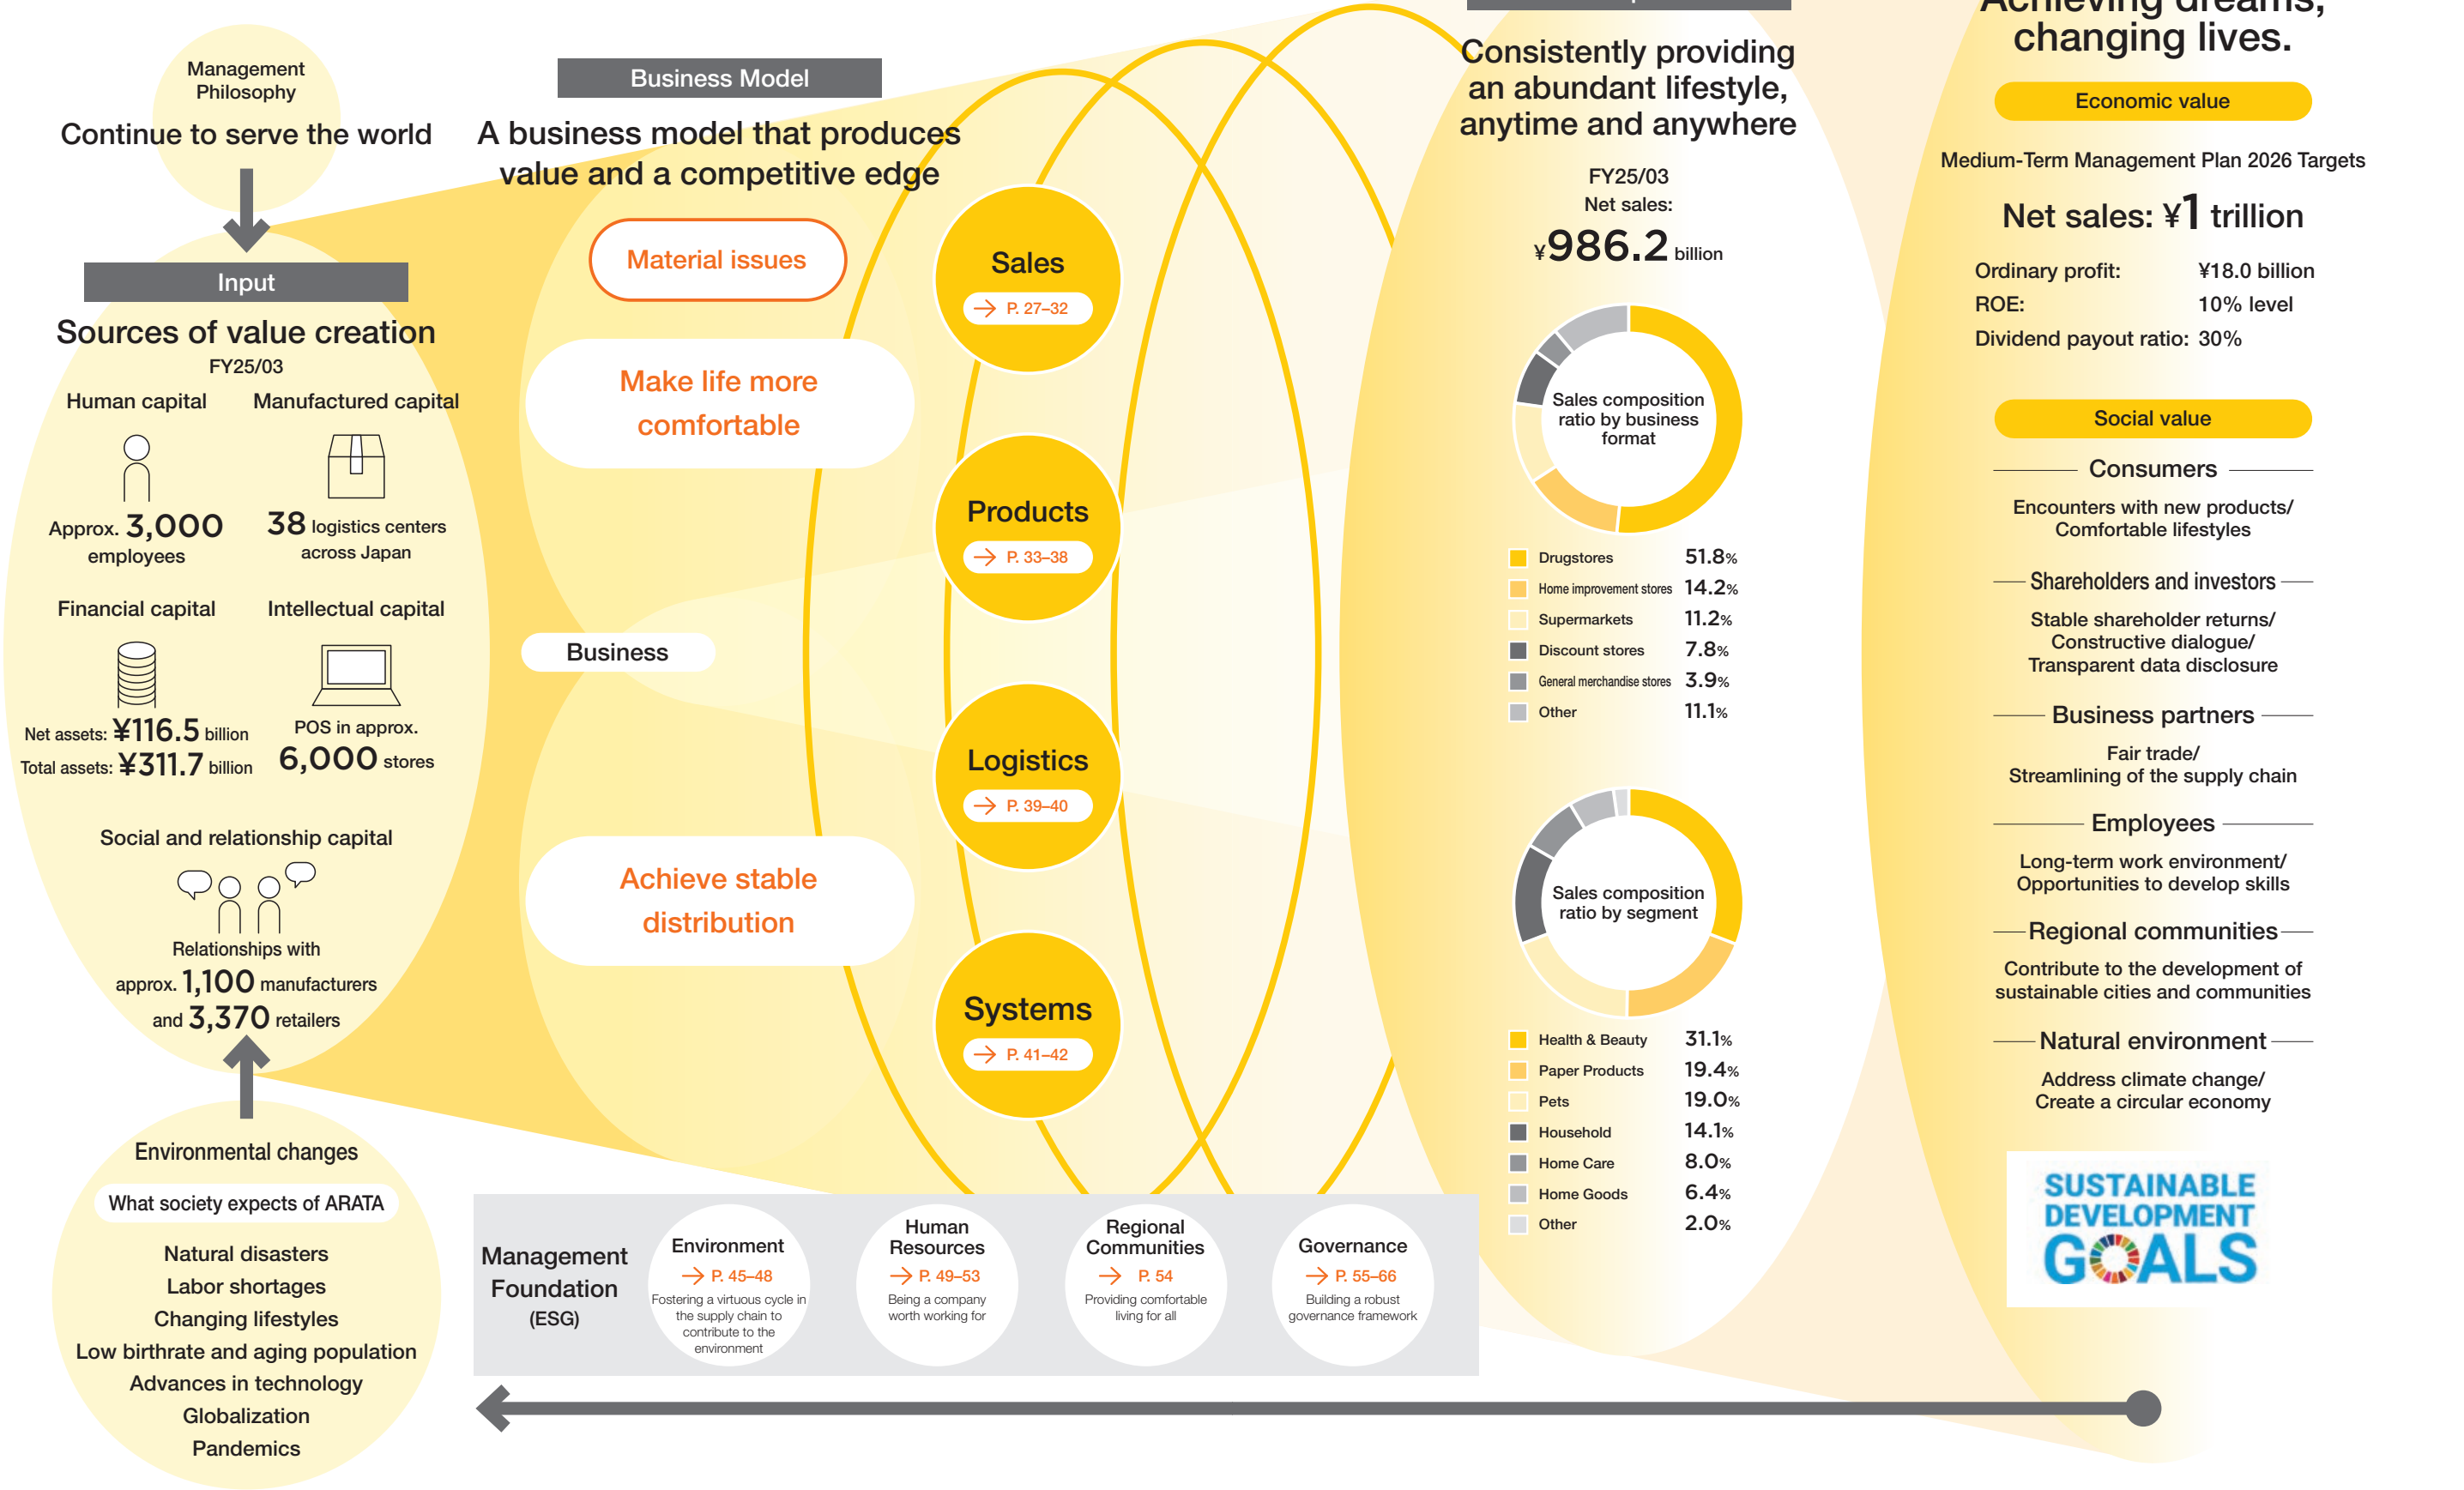 Management
Philosophy
Continue to serve the world
Input
Sources of value creation
FY25/03
Human capital
Approx. 3,000
employees
Manufactured capital
38 logistics centers
across Japan
Financial capital
Net assets: ¥116.5 billion
Total assets: ¥311.7 billion
Intellectual capital
POS in approx.
6,000 stores
Social and relationship capital
Relationships with
approx. 1,100 manufacturers
and 3,370 retailers
Environmental changes
What society expects of ARATA
Natural disasters
Labor shortages
Changing lifestyles
Low birthrate and aging population
Advances in technology
Globalization
Pandemics
Business Model
A business model that produces
value and a competitive edge
Material issues
Make life more
comfortable
Business
Achieve stable
distribution
Sales
→ P. 27–32
Products
→ P. 33–38
Logistics
→ P. 39–40
Systems
→ P. 41–42
Management
Foundation
(ESG)
Environment
→ P. 45–48
Fostering a virtuous cycle in
the supply chain to
contribute to the
environment
Human
Resources
→ P. 49–53
Being a company
worth working for
Regional
Communities
→ P. 54
Providing comfortable
living for all
Governance
→ P. 55–66
Building a robust
governance framework
Consistently providing
an abundant lifestyle,
anytime and anywhere
FY25/03
Net sales:
¥986.2 billion
Sales composition
ratio by business
format
Drugstores 51.8%
Home improvement stores 14.2%
Supermarkets 11.2%
Discount stores 7.8%
General merchandise stores 3.9%
Other 11.1%
Sales composition
ratio by segment
Health & Beauty 31.1%
Paper Products 19.4%
Pets 19.0%
Household 14.1%
Home Care 8.0%
Home Goods 6.4%
Other 2.0%
Achieving dreams,
changing lives.
Economic value
Medium-Term Management Plan 2026 Targets
Net sales: ¥1 trillion
Ordinary profit: ¥18.0 billion
ROE: 10% level
Dividend payout ratio: 30%
Social value
Consumers
Encounters with new products/
Comfortable lifestyles
Shareholders and investors
Stable shareholder returns/
Constructive dialogue/
Transparent data disclosure
Business partners
Fair trade/
Streamlining of the supply chain
Employees
Long-term work environment/
Opportunities to develop skills
Regional communities
Contribute to the development of
sustainable cities and communities
Natural environment
Address climate change/
Create a circular economy
SUSTAINABLE
DEVELOPMENT
GOALS